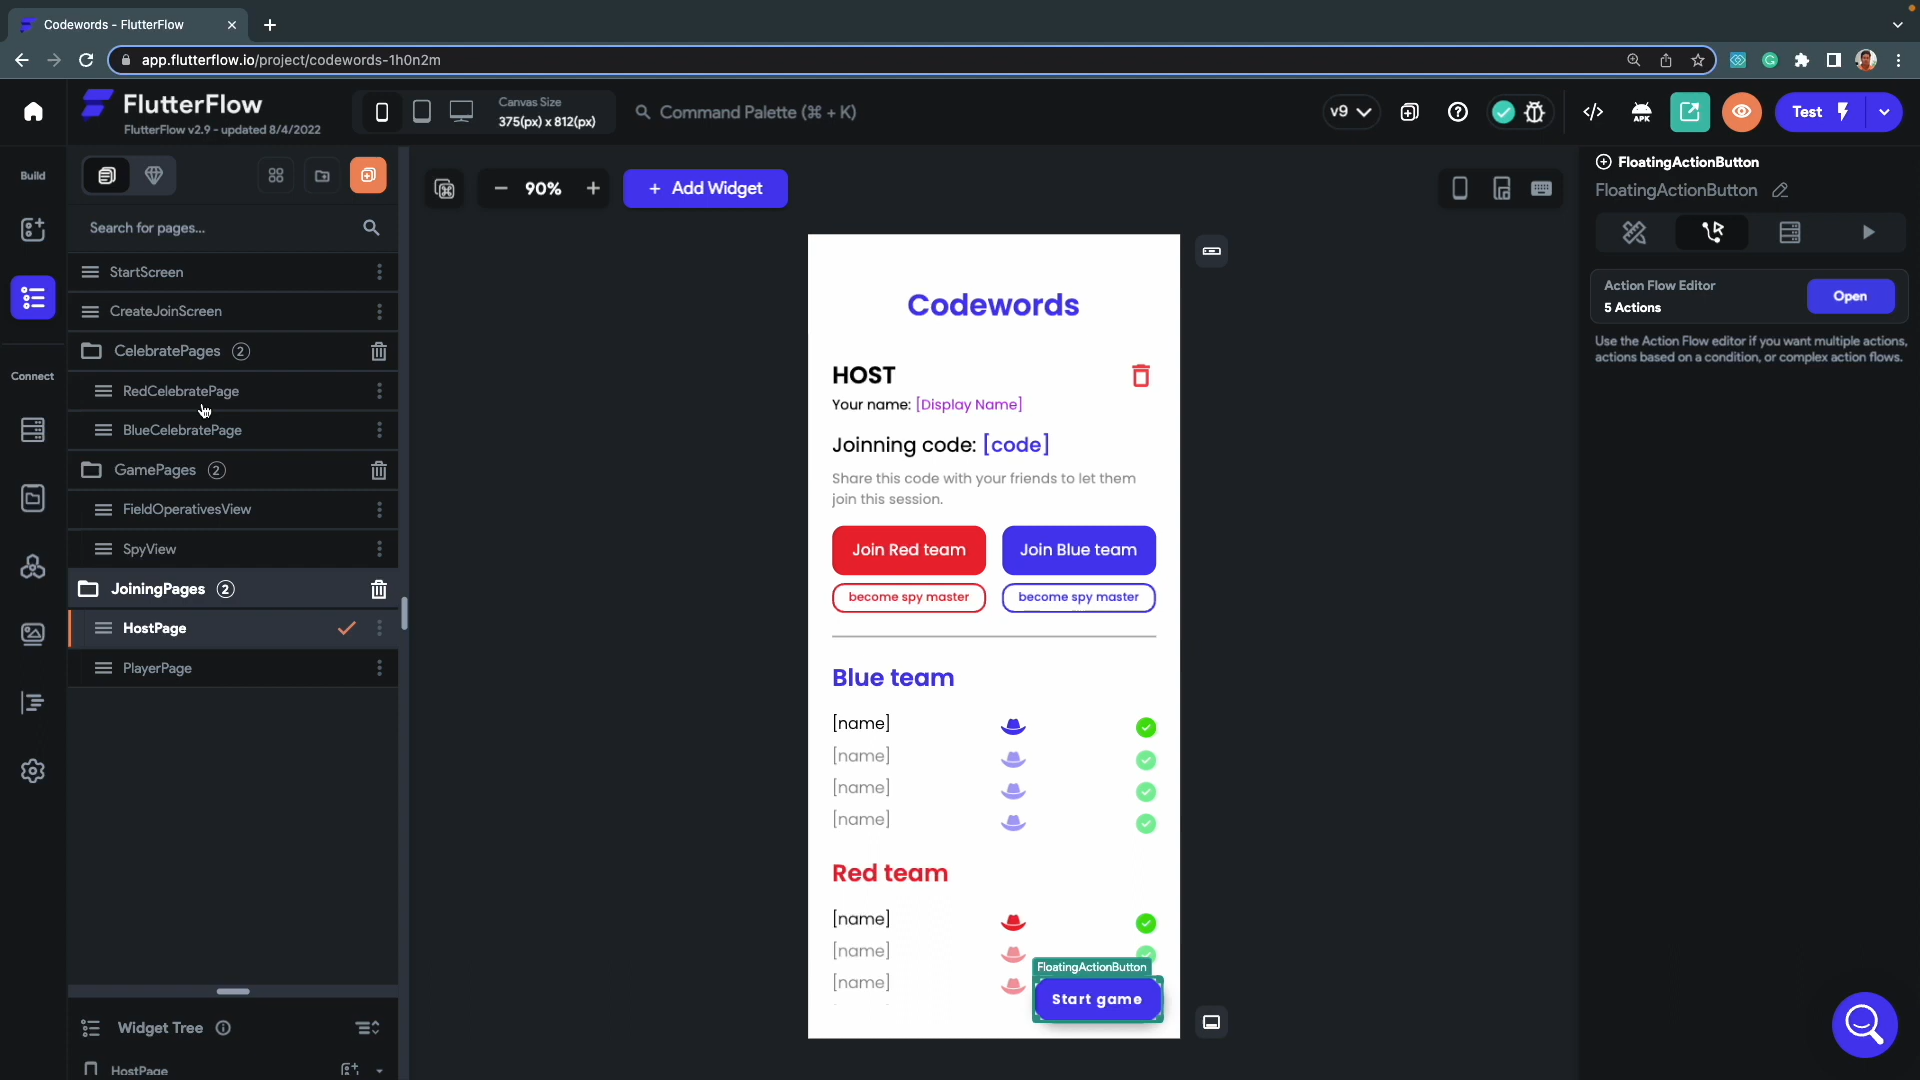 Codewords - FlutterFlow
app.flutterflow.io/project/codewords-1h0n2m
FlutterFlow
FlutterFlow v2.9 - updated 8/4/2022
Canvas Size
375(px) x 812(px)
Command Palette (⌘ + K)
v9
APK
Test
Build
Connect
Search for pages...
StartScreen
CreateJoinScreen
CelebratePages 2
RedCelebratePage
BlueCelebratePage
GamePages 2
FieldOperativesView
SpyView
JoiningPages 2
HostPage
PlayerPage
Widget Tree
HostPage
90%
+ Add Widget
Codewords
HOST
Your name: [Display Name]
Joinning code: [code]
Share this code with your friends to let them
join this session.
Join Red team
Join Blue team
become spy master
become spy master
Blue team
[name]
[name]
[name]
[name]
Red team
[name]
[name]
[name]
FloatingActionButton
Start game
FloatingActionButton
FloatingActionButton
Action Flow Editor
5 Actions
Open
Use the Action Flow editor if you want multiple actions,
actions based on a condition, or complex action flows.